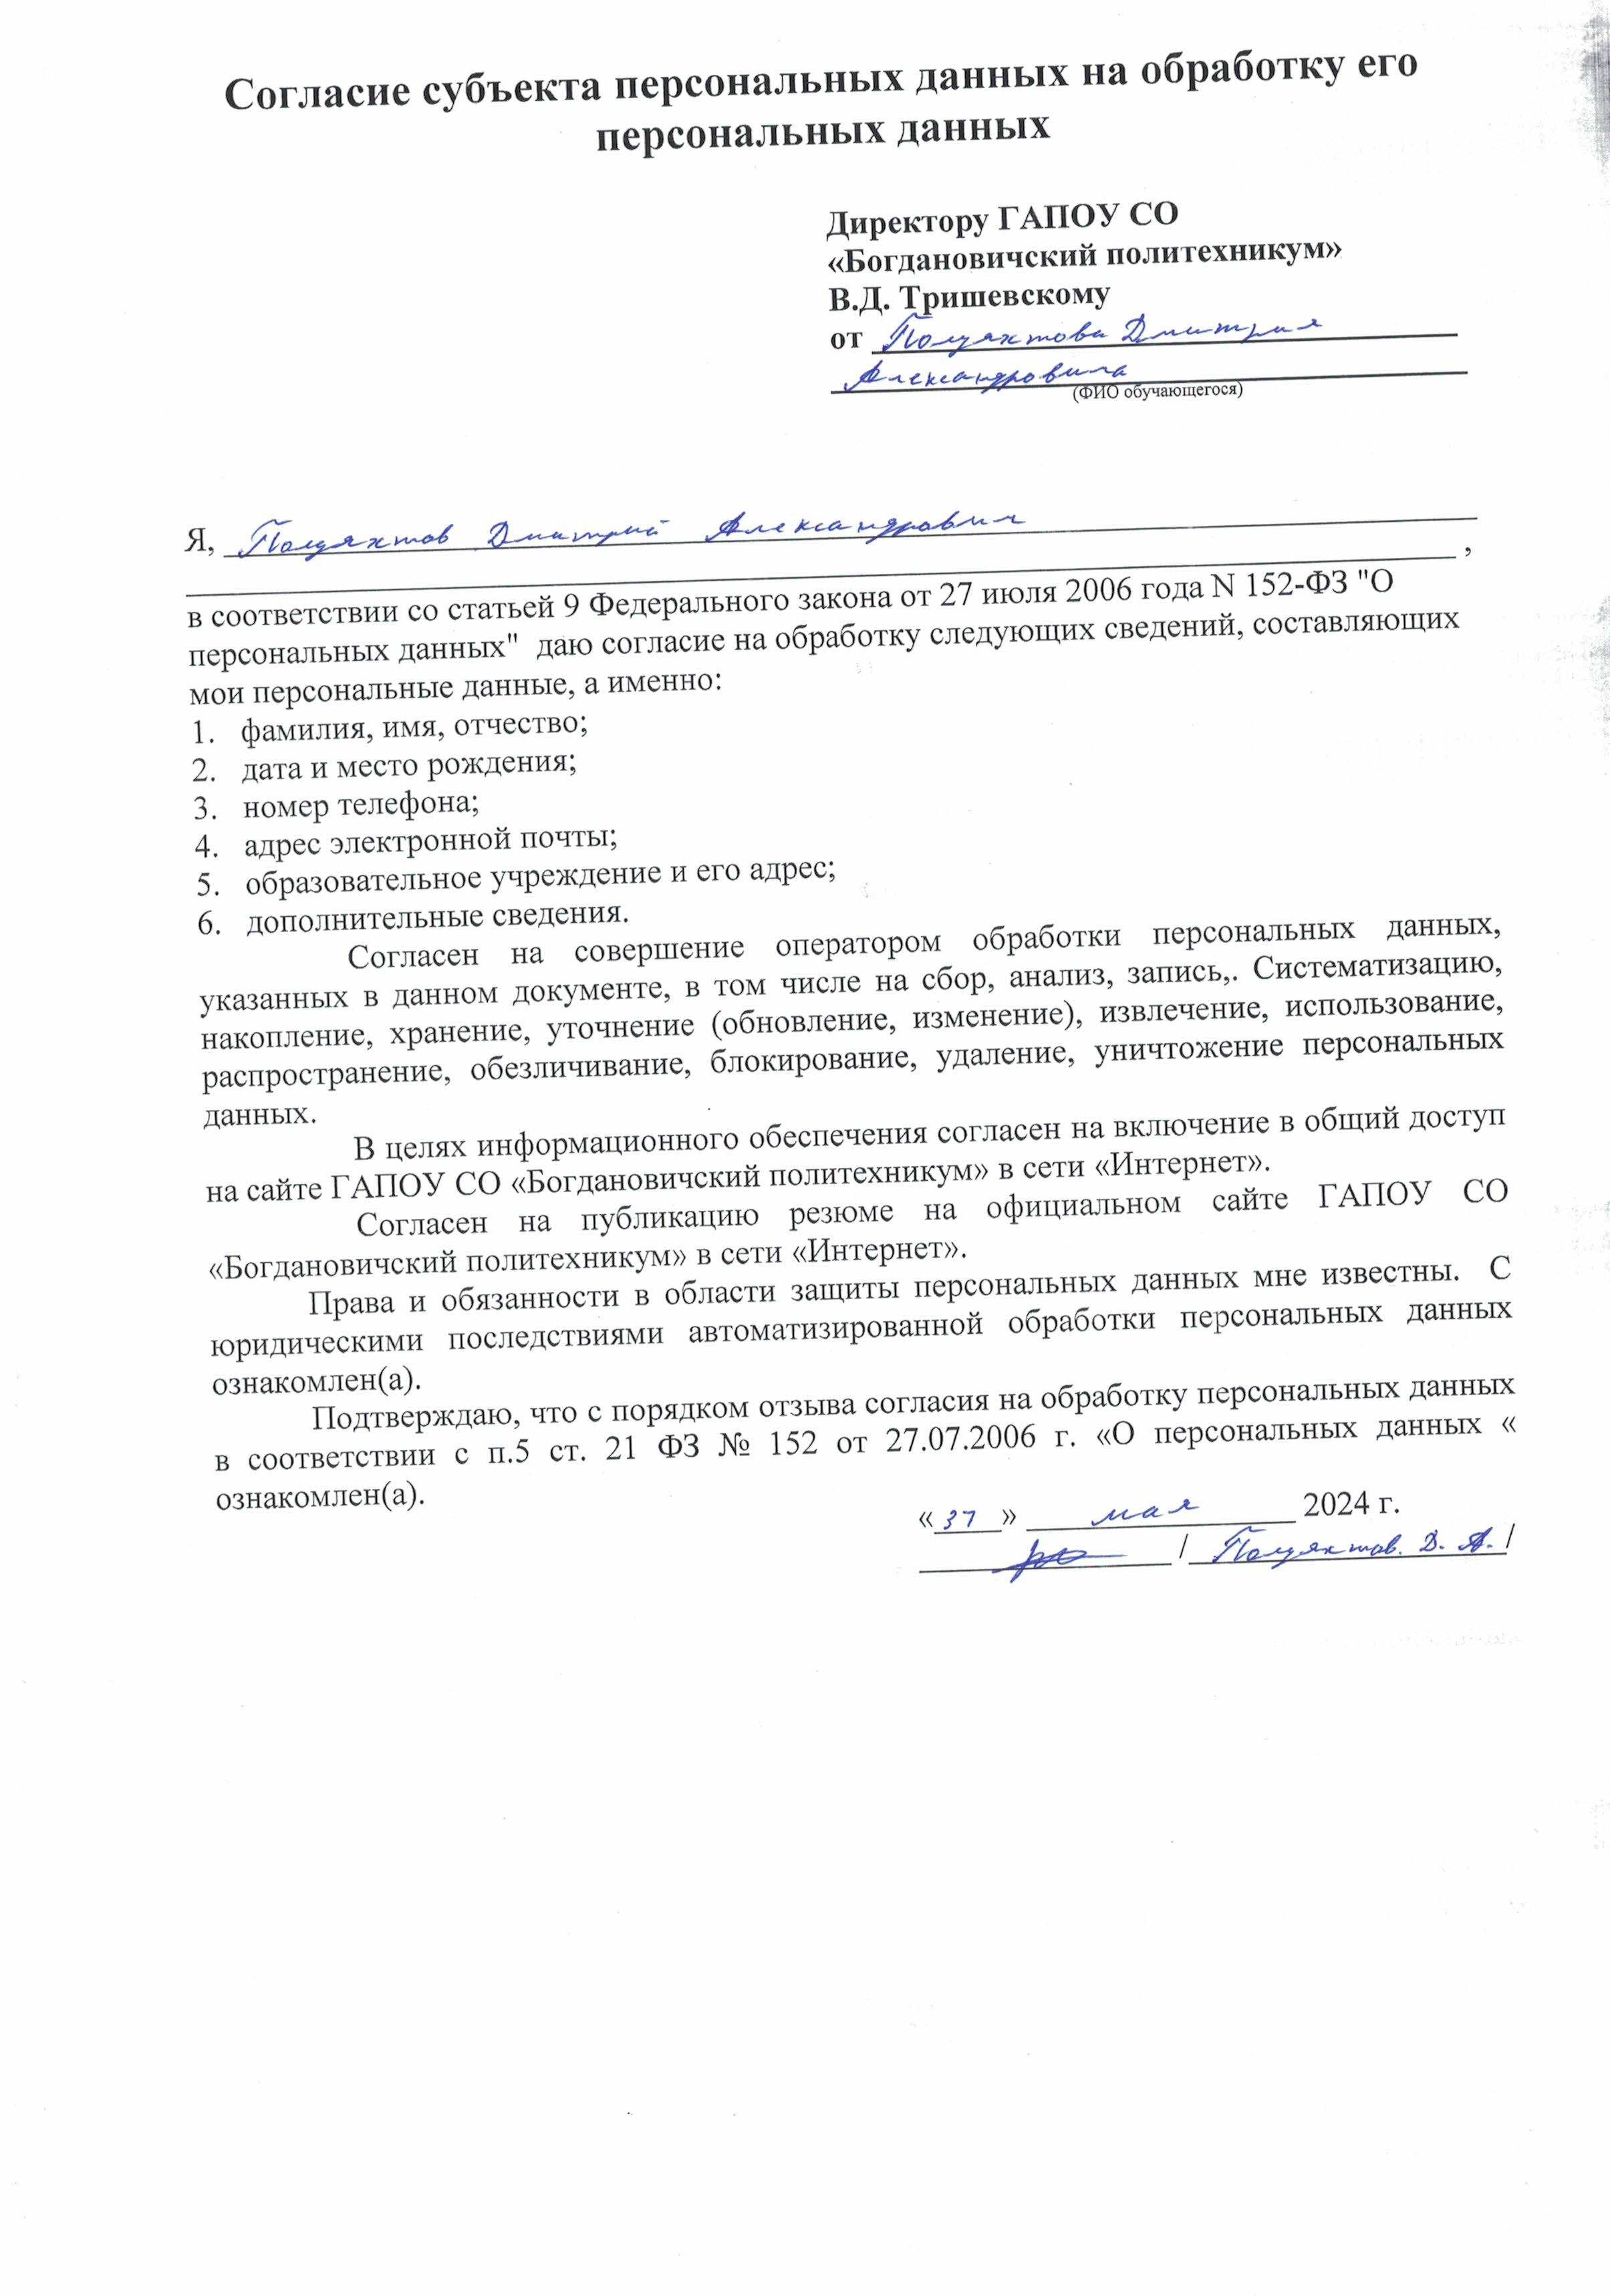 Согласие субъекта персональных данных на обработку его
персональных данных
Директору ГАПОУ СО
«Богдановичский политехникум»
В.Д. Тришевскому
от Полуяхтова Дмитрия
Александровича
(ФИО обучающегося)
Я, Полуяхтов Дмитрий Александрович
,
в соответствии со статьей 9 Федерального закона от 27 июля 2006 года N 152-ФЗ "О
персональных данных" даю согласие на обработку следующих сведений, составляющих
мои персональные данные, а именно:
1. фамилия, имя, отчество;
2. дата и место рождения;
3. номер телефона;
4. адрес электронной почты;
5. образовательное учреждение и его адрес;
6. дополнительные сведения.
Согласен на совершение оператором обработки персональных данных,
указанных в данном документе, в том числе на сбор, анализ, запись,. Систематизацию,
накопление, хранение, уточнение (обновление, изменение), извлечение, использование,
распространение, обезличивание, блокирование, удаление, уничтожение персональных
данных.
В целях информационного обеспечения согласен на включение в общий доступ
на сайте ГАПОУ СО «Богдановичский политехникум» в сети «Интернет».
Согласен на публикацию резюме на официальном сайте ГАПОУ СО
«Богдановичский политехникум» в сети «Интернет».
Права и обязанности в области защиты персональных данных мне известны. С
юридическими последствиями автоматизированной обработки персональных данных
ознакомлен(а).
Подтверждаю, что с порядком отзыва согласия на обработку персональных данных
в соответствии с п.5 ст. 21 ФЗ № 152 от 27.07.2006 г. «О персональных данных «
ознакомлен(а).
«31» мая 2024 г.
/ Полуяхтов. Д. А. /